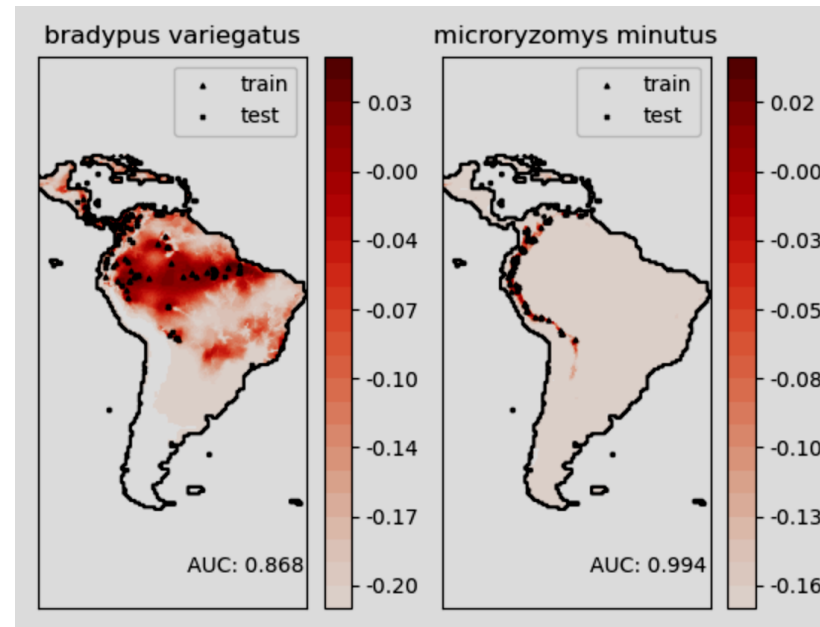 bradypus variegatus
train
test
0.03
-0.00
-0.04
-0.07
-0.10
-0.14
-0.17
-0.20
AUC: 0.868
microryzomys minutus
train
test
0.02
-0.00
-0.03
-0.05
-0.08
-0.10
-0.13
-0.16
AUC: 0.994